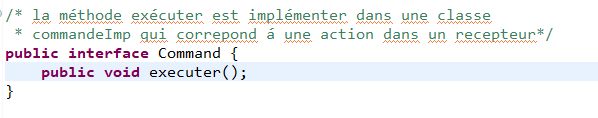 /* la méthode exécuter est implémenter dans une classe
 * commandeImp qui correpond á une action dans un recepteur*/
public interface Command {
    public void executer();
}